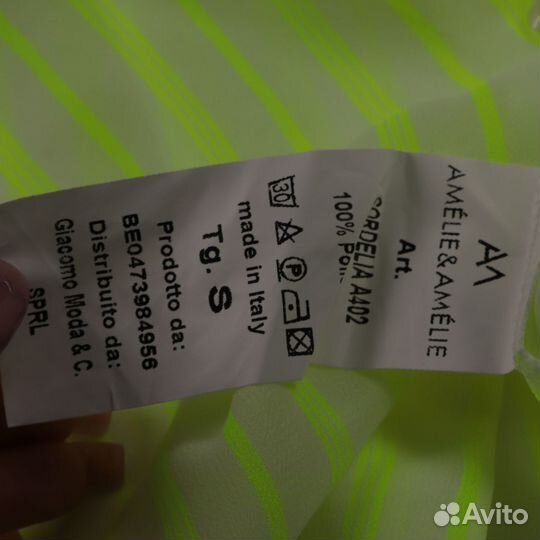 AMÉLIE&AMÉLIE
Art.
CORDELIA A402
100%
30
P
made in Italy
Tg. S
Prodotto da:
BE0473984956
Distribuito da:
Giacomo Moda & C.
SPRL
Avito